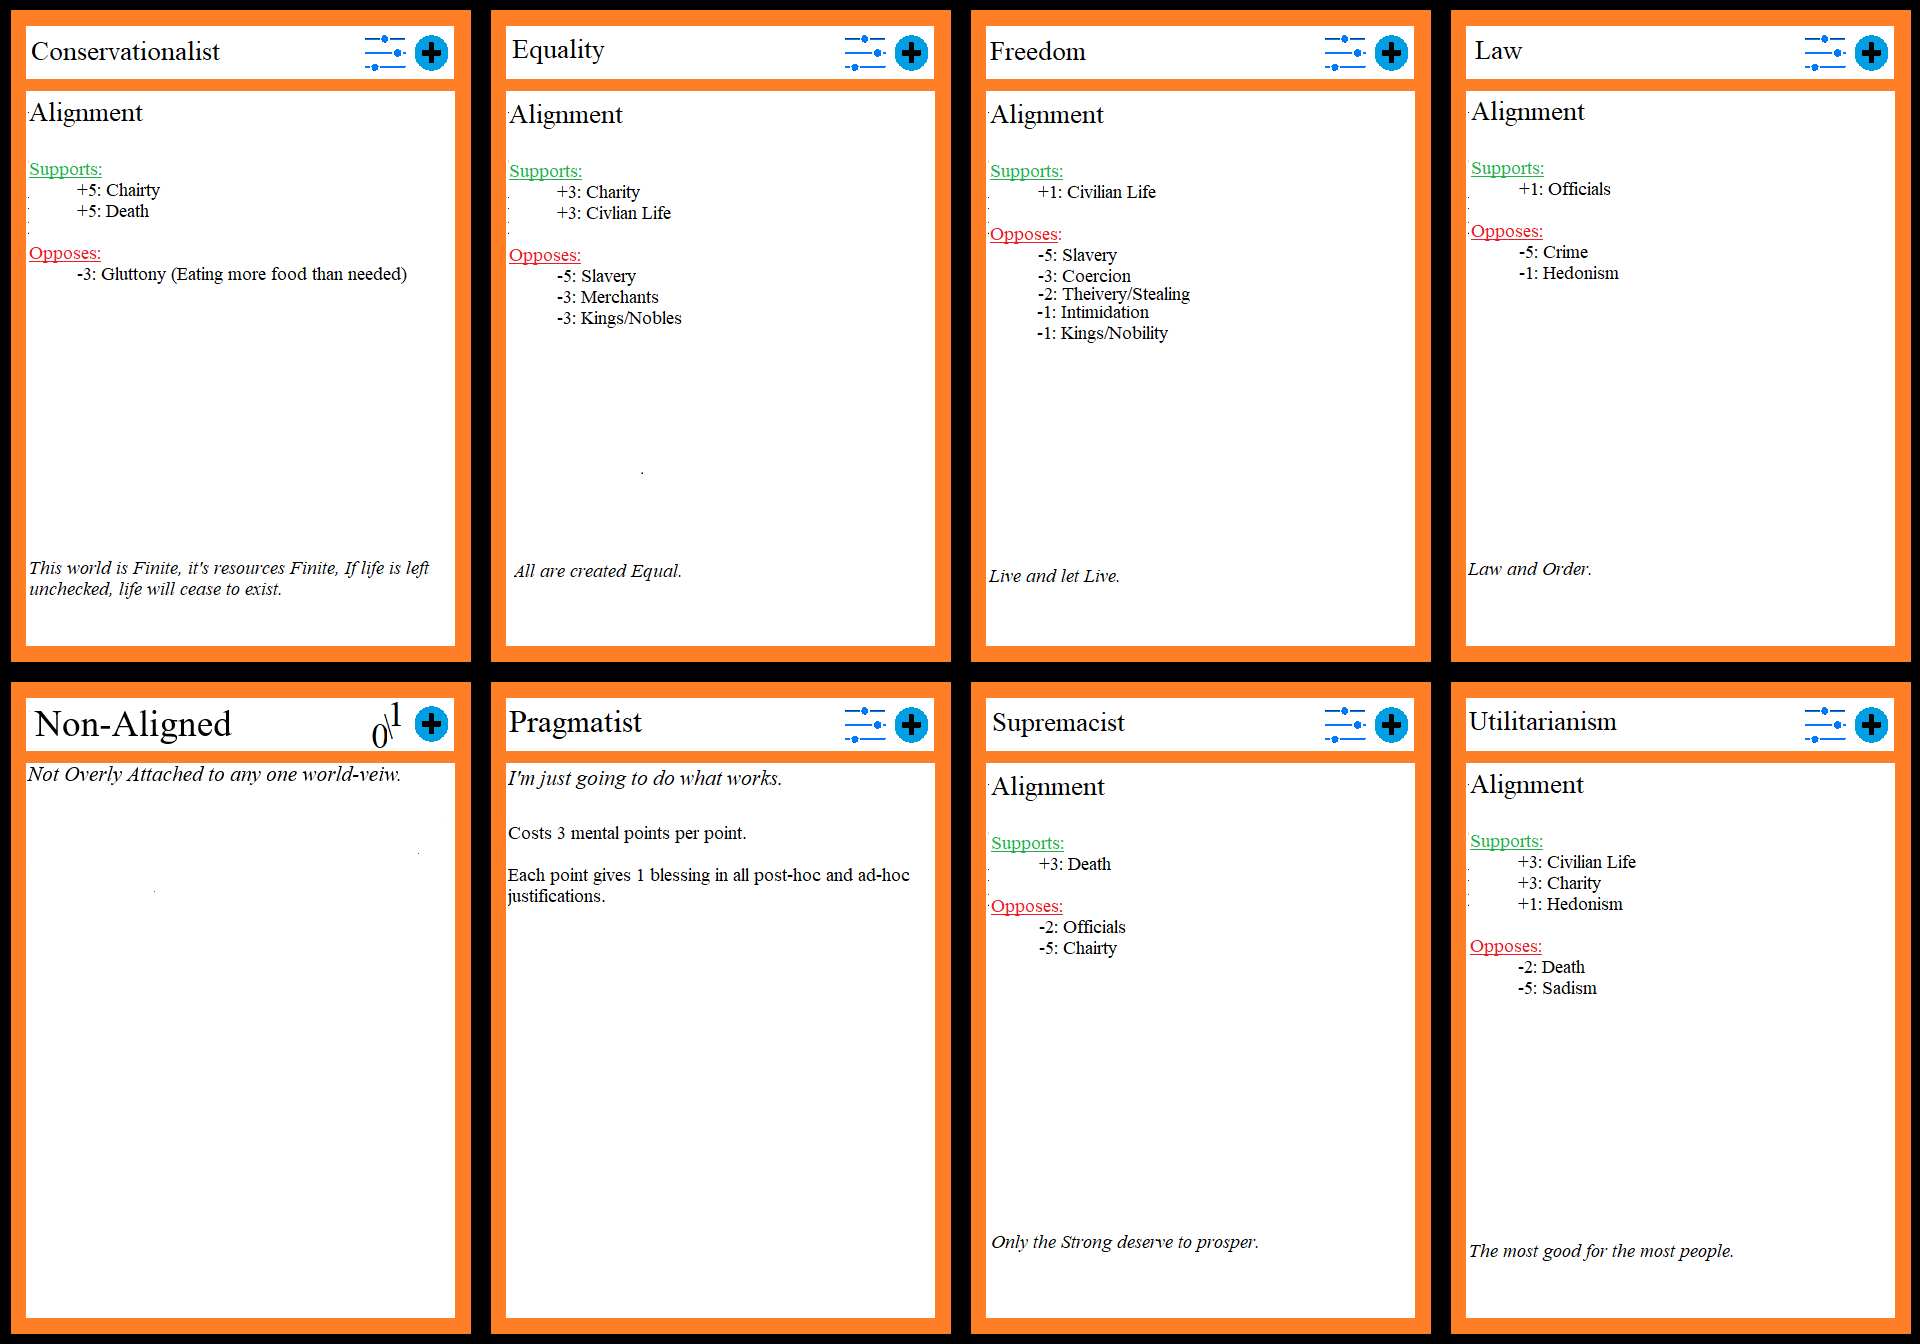 Conservationalist
Alignment
Supports:
+5: Chairty
+5: Death
Opposes:
-3: Gluttony (Eating more food than needed)
This world is Finite, it's resources Finite, If life is left
unchecked, life will cease to exist.
Equality
Alignment
Supports:
+3: Charity
+3: Civlian Life
Opposes:
-5: Slavery
-3: Merchants
-3: Kings/Nobles
All are created Equal.
Freedom
Alignment
Supports:
+1: Civilian Life
Opposes:
-5: Slavery
-3: Coercion
-2: Theivery/Stealing
-1: Intimidation
-1: Kings/Nobility
Live and let Live.
Law
Alignment
Supports:
+1: Officials
Opposes:
-5: Crime
-1: Hedonism
Law and Order.
Non-Aligned 0\1
Not Overly Attached to any one world-veiw.
Pragmatist
I'm just going to do what works.
Costs 3 mental points per point.
Each point gives 1 blessing in all post-hoc and ad-hoc
justifications.
Supremacist
Alignment
Supports:
+3: Death
Opposes:
-2: Officials
-5: Chairty
Only the Strong deserve to prosper.
Utilitarianism
Alignment
Supports:
+3: Civilian Life
+3: Charity
+1: Hedonism
Opposes:
-2: Death
-5: Sadism
The most good for the most people.